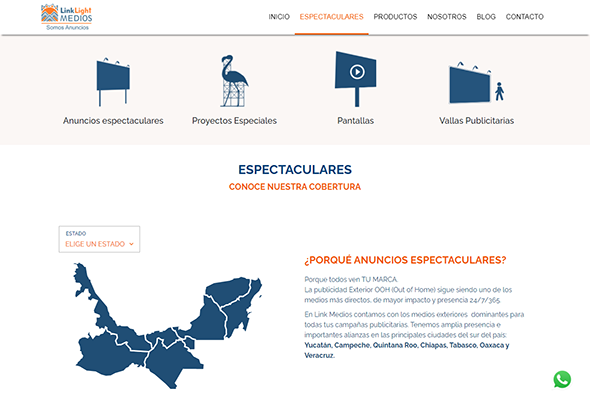 LinkLight
MEDIOS
Somos Anuncios
INICIO ESPECTACULARES PRODUCTOS NOSOTROS BLOG CONTACTO
Anuncios espectaculares Proyectos Especiales Pantallas Vallas Publicitarias
ESPECTACULARES
CONOCE NUESTRA COBERTURA
ESTADO
ELIGE UN ESTADO
¿PORQUÉ ANUNCIOS ESPECTACULARES?
Porque todos ven TU MARCA.
La publicidad Exterior OOH (Out of Home) sigue siendo uno de los
medios más directos, de mayor impacto y presencia 24/7/365.
En Link Medios contamos con los medios exteriores dominantes para
todas tus campañas publicitarias. Tenemos amplia presencia e
importantes alianzas en las principales ciudades del sur del país:
Yucatán, Campeche, Quintana Roo, Chiapas, Tabasco, Oaxaca y
Veracruz.